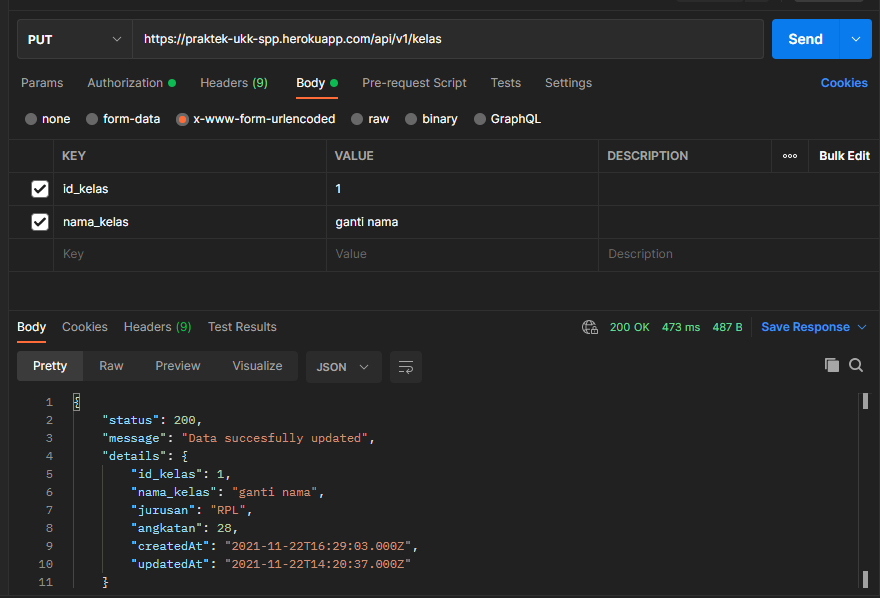 PUT https://praktek-ukk-spp.herokuapp.com/api/v1/kelas Send
Params Authorization Headers (9) Body Pre-request Script Tests Settings Cookies
none form-data x-www-form-urlencoded raw binary GraphQL
KEY VALUE DESCRIPTION Bulk Edit
id_kelas 1
nama_kelas ganti nama
Key Value Description
Body Cookies Headers (9) Test Results 200 OK 473 ms 487 B Save Response
Pretty Raw Preview Visualize JSON
1 {
2 "status": 200,
3 "message": "Data succesfully updated",
4 "details": {
5 "id_kelas": 1,
6 "nama_kelas": "ganti nama",
7 "jurusan": "RPL",
8 "angkatan": 28,
9 "createdAt": "2021-11-22T16:29:03.000Z",
10 "updatedAt": "2021-11-22T14:20:37.000Z"
11 }